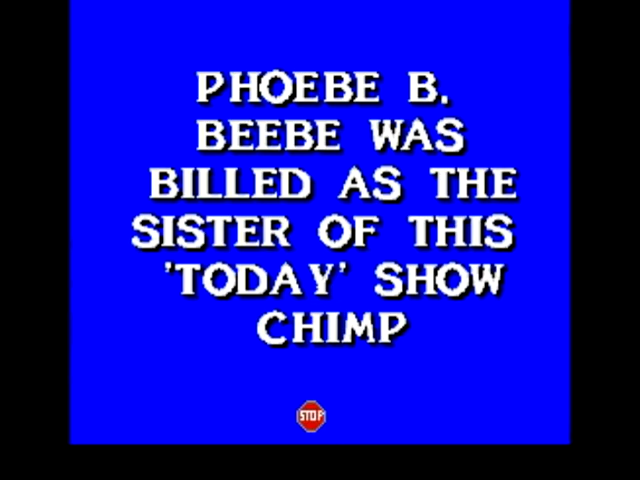 PHOEBE B.
BEEBE WAS
BILLED AS THE
SISTER OF THIS
'TODAY' SHOW
CHIMP
STOP